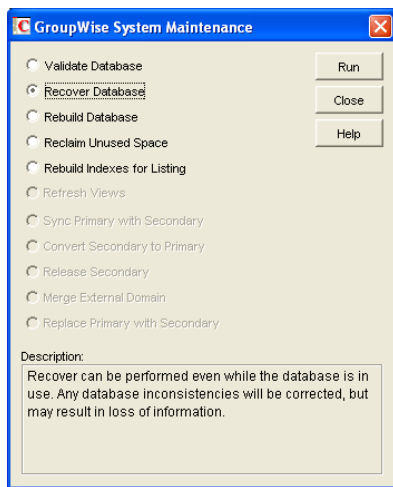 GroupWise System Maintenance
Validate Database
Run
Recover Database
Close
Rebuild Database
Help
Reclaim Unused Space
Rebuild Indexes for Listing
Refresh Views
Sync Primary with Secondary
Convert Secondary to Primary
Release Secondary
Merge External Domain
Replace Primary with Secondary
Description:
Recover can be performed even while the database is in
use. Any database inconsistencies will be corrected, but
may result in loss of information.